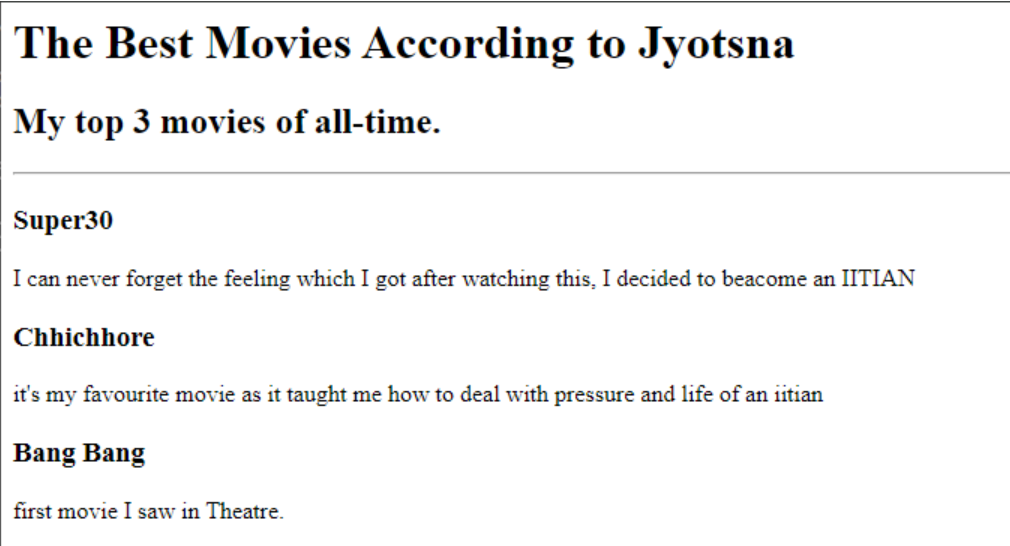 The Best Movies According to Jyotsna
My top 3 movies of all-time.
Super30
I can never forget the feeling which I got after watching this, I decided to beacome an IITIAN
Chhichhore
it's my favourite movie as it taught me how to deal with pressure and life of an iitian
Bang Bang
first movie I saw in Theatre.